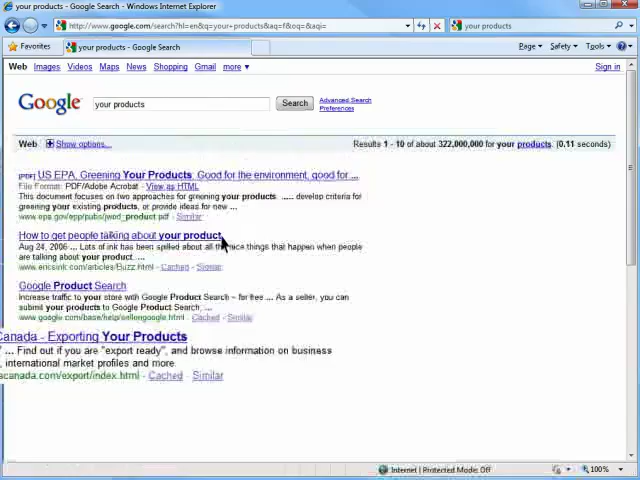 your products - Google Search - Windows Internet Explorer
http://www.google.com/search?hl=en&q=your+products&aq=f&oq=&aqi=
your products
Favorites
your products - Google Search
Page
Safety
Tools
Web Images Videos Maps News Shopping Gmail more ▼
Sign in
Google
your products
Search
Advanced Search
Preferences
Web
Show options...
Results 1 - 10 of about 322,000,000 for your products. (0.11 seconds)
[PDF] US EPA, Greening Your Products: Good for the environment, good for ...
File Format: PDF/Adobe Acrobat - View as HTML
This document focuses on two approaches for greening your products. ..... develop criteria for
greening your existing products, or provide ideas for new ...
www.epa.gov/epp/pubs/jwod_product.pdf - Similar
How to get people talking about your product.
Aug 24, 2006 ... Lots of ink has been spilled about all the nice things that happen when people
are talking about your product. ...
www.ericsink.com/articles/Buzz.html - Cached - Similar
Google Product Search
Increase traffic to your store with Google Product Search – for free. ... As a seller, you can
submit your products to Google Product Search, ...
www.google.com/base/help/sellongoogle.html - Cached - Similar
Canada - Exporting Your Products
... Find out if you are "export ready", and browse information on business
, international market profiles and more.
acanada.com/export/index.html - Cached - Similar
Internet | Protected Mode: Off
100%